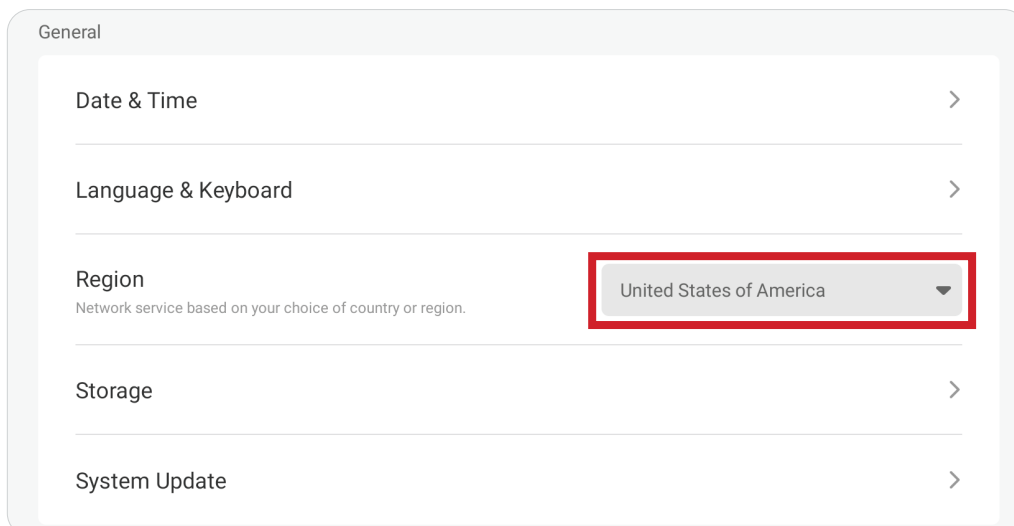 General
Date & Time
Language & Keyboard
Region
United States of America
Network service based on your choice of country or region.
Storage
System Update